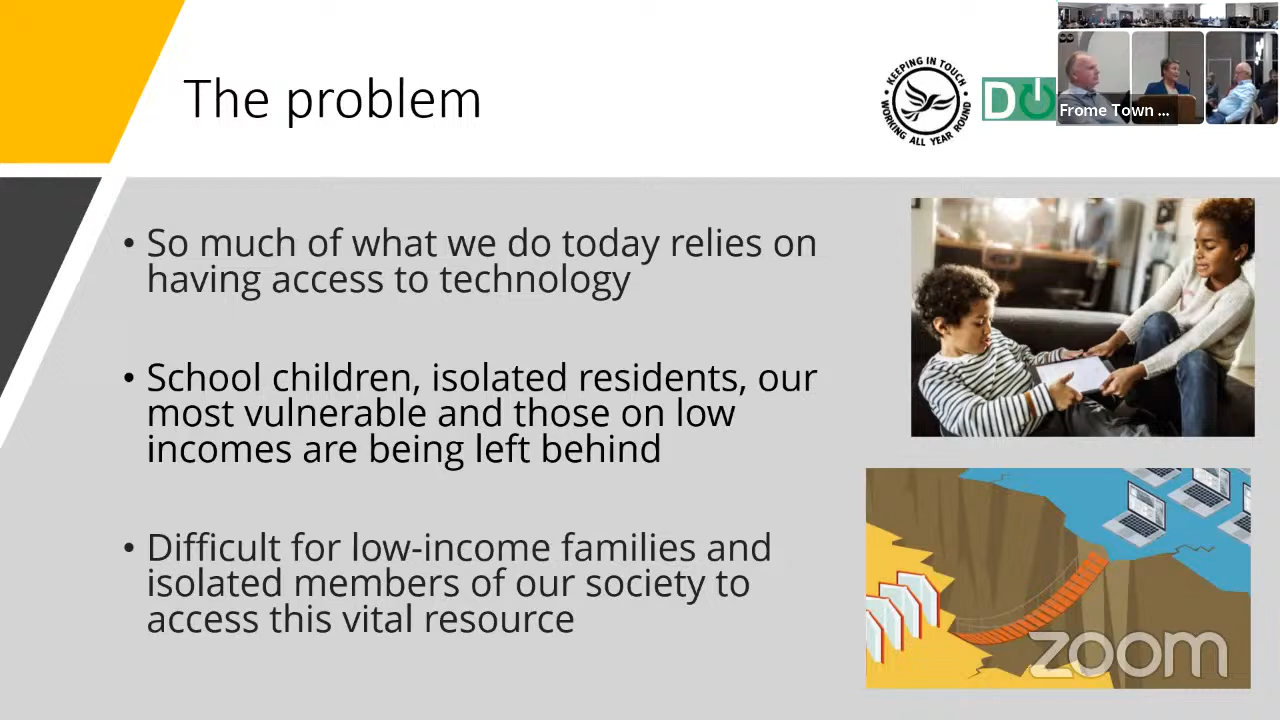 The problem
KEEPING IN TOUCH
WORKING ALL YEAR ROUND
D
Frome Town ...
• So much of what we do today relies on
having access to technology
• School children, isolated residents, our
most vulnerable and those on low
incomes are being left behind
• Difficult for low-income families and
isolated members of our society to
access this vital resource
zoom